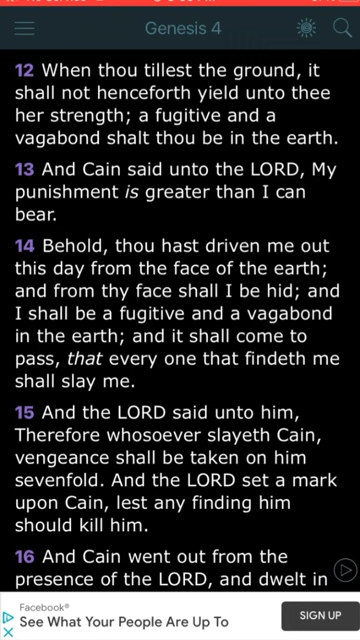 Genesis 4
12 When thou tillest the ground, it
shall not henceforth yield unto thee
her strength; a fugitive and a
vagabond shalt thou be in the earth.
13 And Cain said unto the LORD, My
punishment is greater than I can
bear.
14 Behold, thou hast driven me out
this day from the face of the earth;
and from thy face shall I be hid; and
I shall be a fugitive and a vagabond
in the earth; and it shall come to
pass, that every one that findeth me
shall slay me.
15 And the LORD said unto him,
Therefore whosoever slayeth Cain,
vengeance shall be taken on him
sevenfold. And the LORD set a mark
upon Cain, lest any finding him
should kill him.
16 And Cain went out from the
presence of the LORD, and dwelt in
Facebook®
See What Your People Are Up To
SIGN UP